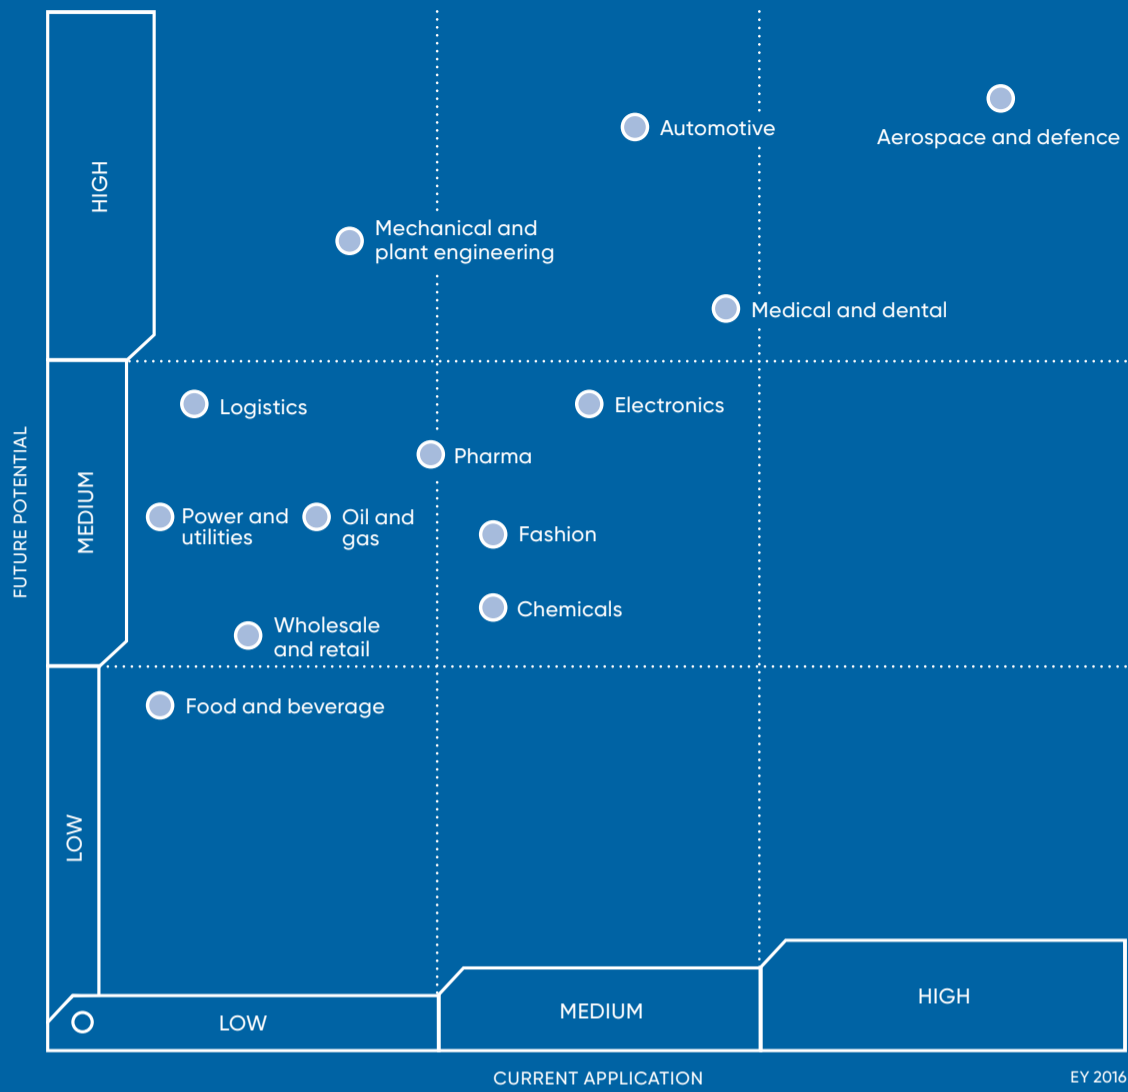 HIGH
Automotive
Aerospace and defence
Mechanical and
plant engineering
Medical and dental
FUTURE POTENTIAL
MEDIUM
Logistics
Electronics
Pharma
Power and
utilities
Oil and
gas
Fashion
Chemicals
Wholesale
and retail
LOW
Food and beverage
LOW
MEDIUM
HIGH
CURRENT APPLICATION
EY 2016